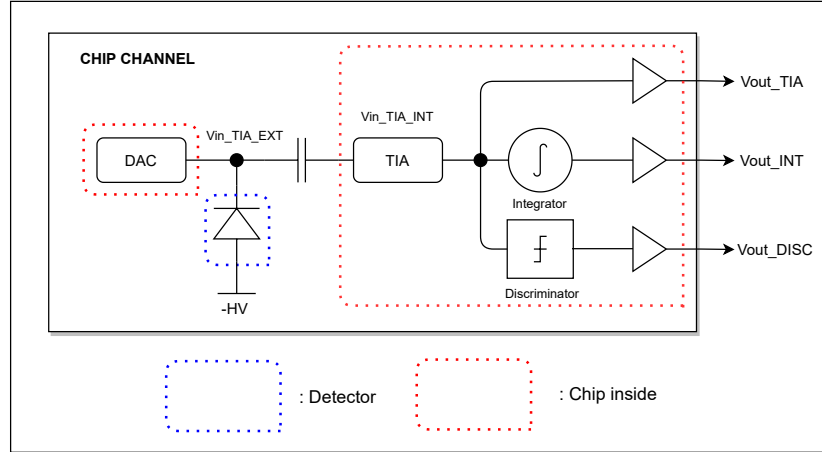 CHIP CHANNEL
Vout_TIA
Vin_TIA_INT
Vin_TIA_EXT
DAC
TIA
Vout_INT
Integrator
Vout_DISC
Discriminator
-HV
: Detector
: Chip inside